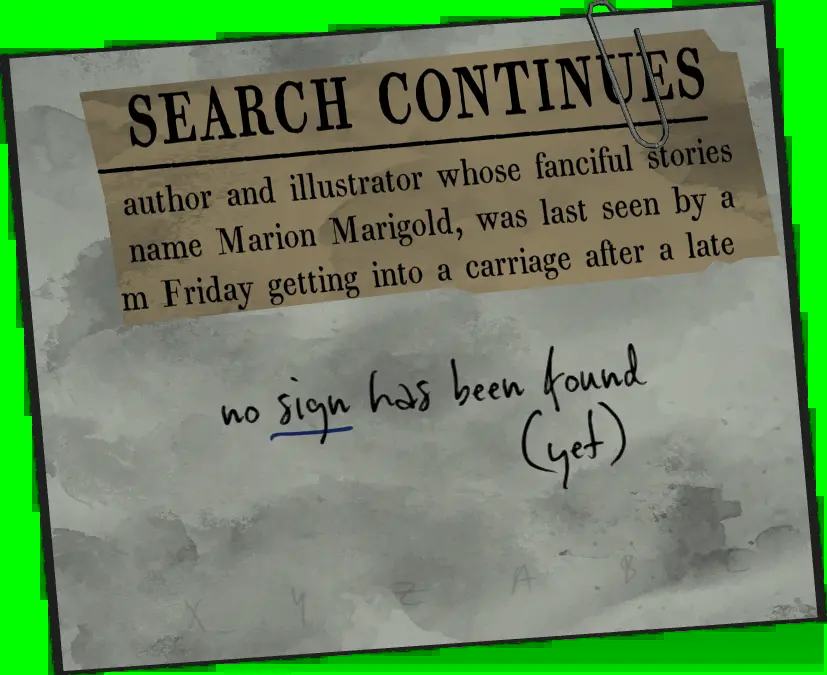 SEARCH CONTINUES
author and illustrator whose fanciful stories
name Marion Marigold, was last seen by a
m Friday getting into a carriage after a late
no sign has been found
(yet)
X Y Z A B C